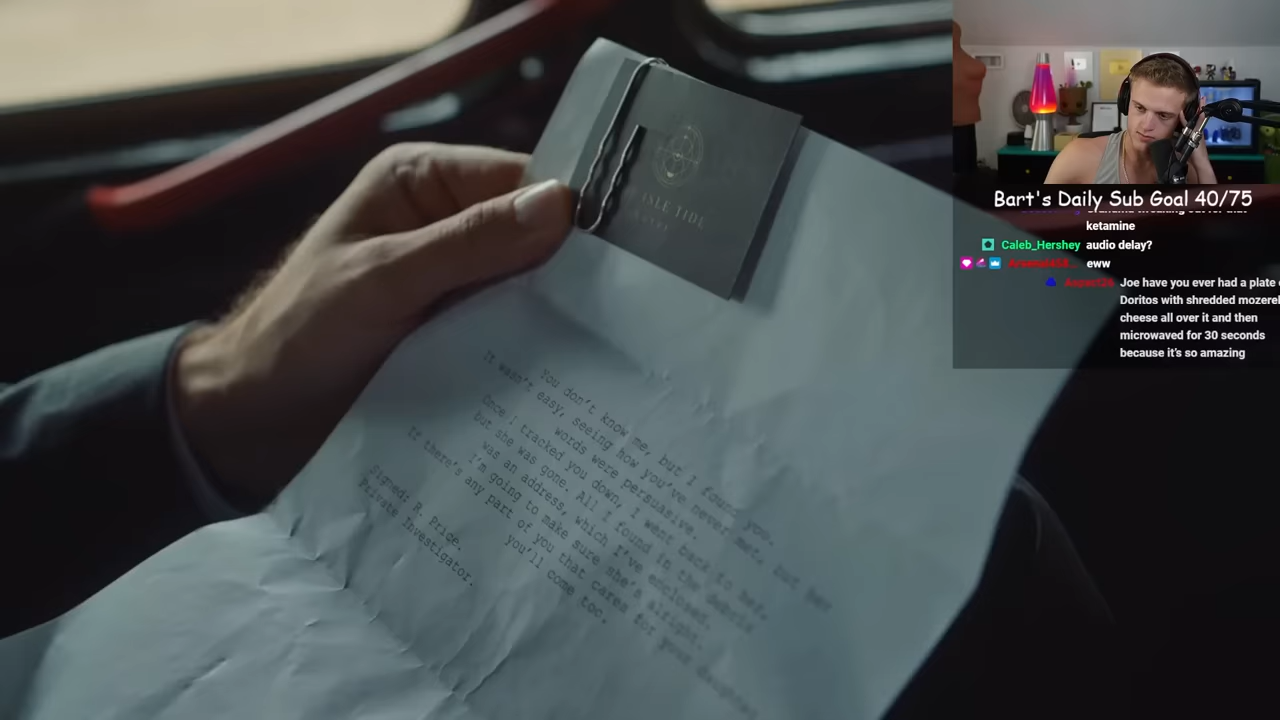 ISLE TIDE
HOTEL
You don't know me, but I found you.
It wasn't easy, seeing how you've never met, but her
words were persuasive.
Once I tracked you down, I went back to her,
but she was gone. All I found in the debris
was an address, which I've enclosed.
I'm going to make sure she's alright.
If there's any part of you that cares for your daughter,
you'll come too.
Signed: R. Price.
Private Investigator.
Bart's Daily Sub Goal 40/75
ketamine
Caleb_Hershey audio delay?
eww
Joe have you ever had a plate
Doritos with shredded mozerel
cheese all over it and then
microwaved for 30 seconds
because it's so amazing